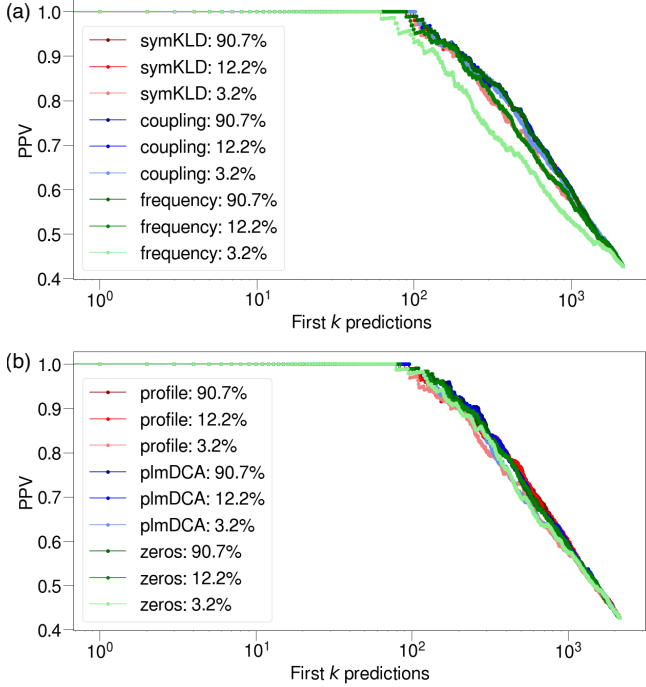 (a)
1.0
0.9
0.8
0.7
0.6
0.5
0.4
PPV
symKLD: 90.7%
symKLD: 12.2%
symKLD: 3.2%
coupling: 90.7%
coupling: 12.2%
coupling: 3.2%
frequency: 90.7%
frequency: 12.2%
frequency: 3.2%
10⁰ 10¹ 10² 10³
First k predictions
(b)
1.0
0.9
0.8
0.7
0.6
0.5
0.4
PPV
profile: 90.7%
profile: 12.2%
profile: 3.2%
plmDCA: 90.7%
plmDCA: 12.2%
plmDCA: 3.2%
zeros: 90.7%
zeros: 12.2%
zeros: 3.2%
10⁰ 10¹ 10² 10³
First k predictions